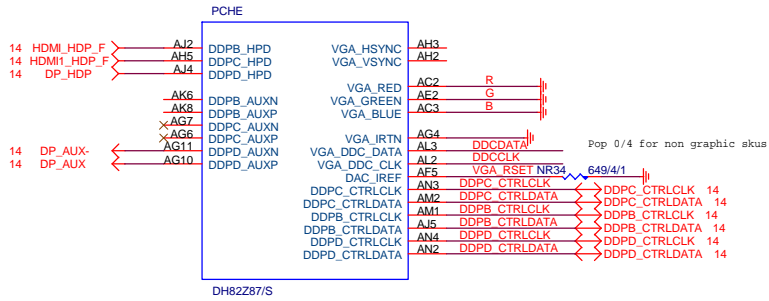 PCHE
14 HDMI_HDP_F AJ2 DDPB_HPD VGA_HSYNC AH3
14 HDMI1_HDP_F AH5 DDPC_HPD VGA_VSYNC AH2
14 DP_HDP AJ4 DDPD_HPD
VGA_RED AC2 R
AK6 DDPB_AUXN VGA_GREEN AE2 G
AK8 DDPB_AUXP VGA_BLUE AC3 B
AG7 DDPC_AUXN
AG6 DDPC_AUXP VGA_IRTN AG4
Pop 0/4 for non graphic skus
14 DP_AUX- AG11 DDPD_AUXN VGA_DDC_DATA AL3 DDCDATA
14 DP_AUX AG10 DDPD_AUXP VGA_DDC_CLK AL2 DDCCLK
DAC_IREF AF5 VGA_RSET NR34 649/4/1
DDPC_CTRLCLK AN3 DDPC_CTRLCLK DDPC_CTRLCLK 14
DDPC_CTRLDATA AM2 DDPC_CTRLDATA DDPC_CTRLDATA 14
DDPB_CTRLCLK AM1 DDPB_CTRLCLK DDPB_CTRLCLK 14
DDPB_CTRLDATA AJ5 DDPB_CTRLDATA DDPB_CTRLDATA 14
DDPD_CTRLCLK AN4 DDPD_CTRLCLK DDPD_CTRLCLK 14
DDPD_CTRLDATA AN2 DDPD_CTRLDATA DDPD_CTRLDATA 14
DH82Z87/S